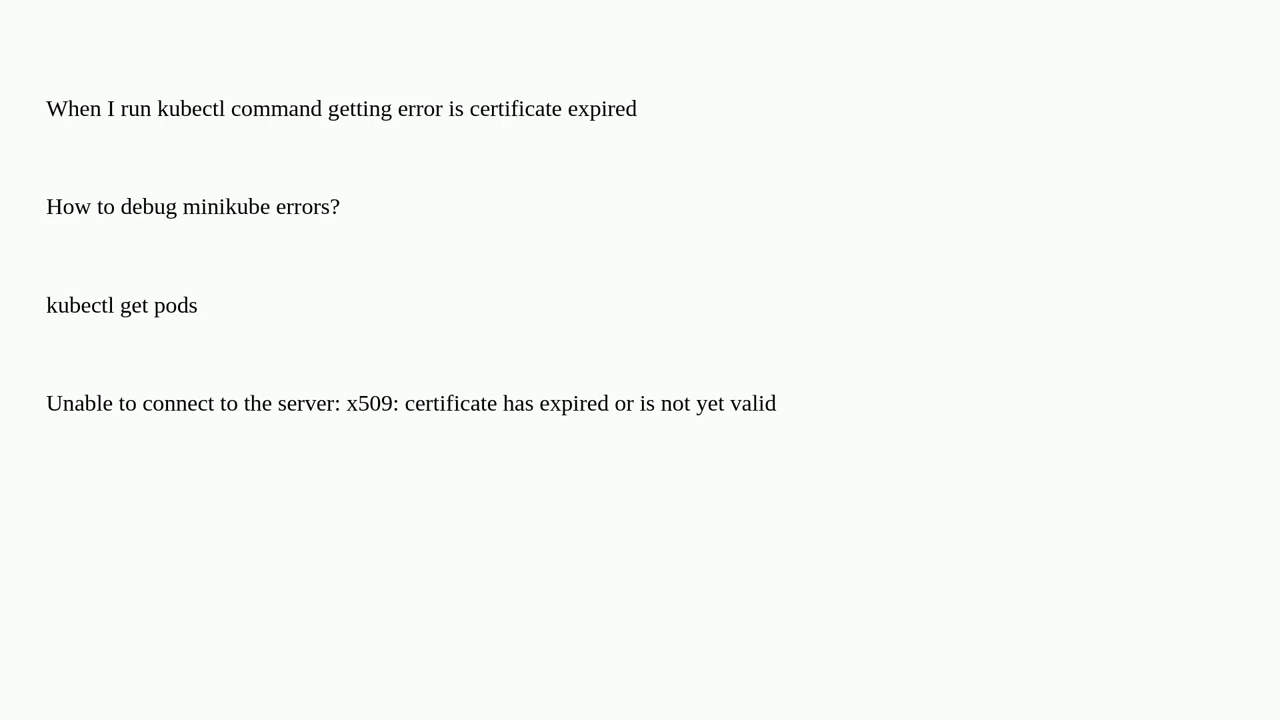 When I run kubectl command getting error is certificate expired
How to debug minikube errors?
kubectl get pods
Unable to connect to the server: x509: certificate has expired or is not yet valid